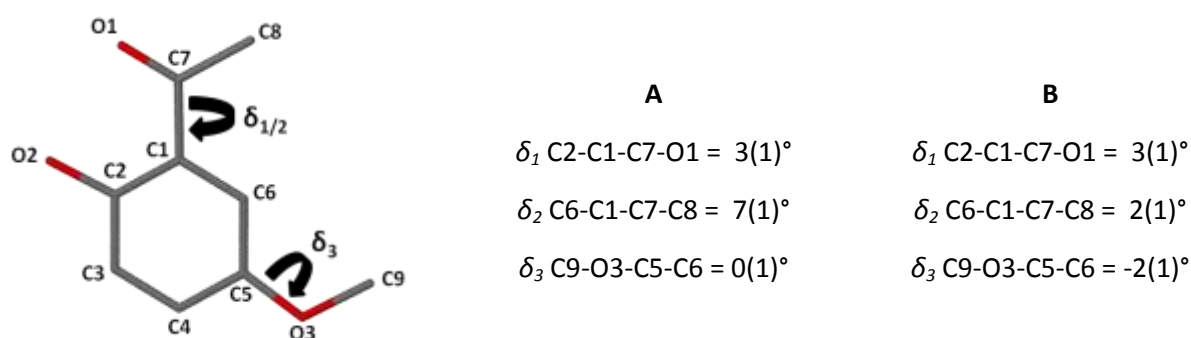 O1
C8
C7
δ1/2
O2
C1
C2
C6
δ3
C3
C9
C5
C4
O3
A
B
δ1 C2-C1-C7-O1 = 3(1)°
δ1 C2-C1-C7-O1 = 3(1)°
δ2 C6-C1-C7-C8 = 7(1)°
δ2 C6-C1-C7-C8 = 2(1)°
δ3 C9-O3-C5-C6 = 0(1)°
δ3 C9-O3-C5-C6 = -2(1)°